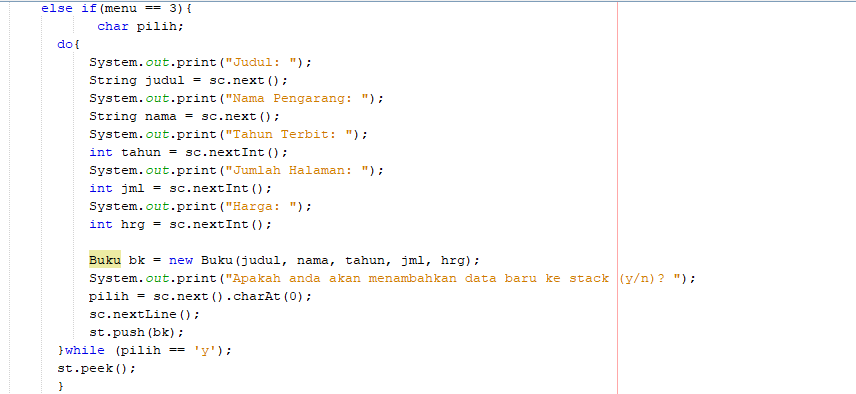 else if(menu == 3){
char pilih;
do{
System.out.print("Judul: ");
String judul = sc.next();
System.out.print("Nama Pengarang: ");
String nama = sc.next();
System.out.print("Tahun Terbit: ");
int tahun = sc.nextInt();
System.out.print("Jumlah Halaman: ");
int jml = sc.nextInt();
System.out.print("Harga: ");
int hrg = sc.nextInt();
Buku bk = new Buku(judul, nama, tahun, jml, hrg);
System.out.print("Apakah anda akan menambahkan data baru ke stack (y/n)? ");
pilih = sc.next().charAt(0);
sc.nextLine();
st.push(bk);
}while (pilih == 'y');
st.peek();
}